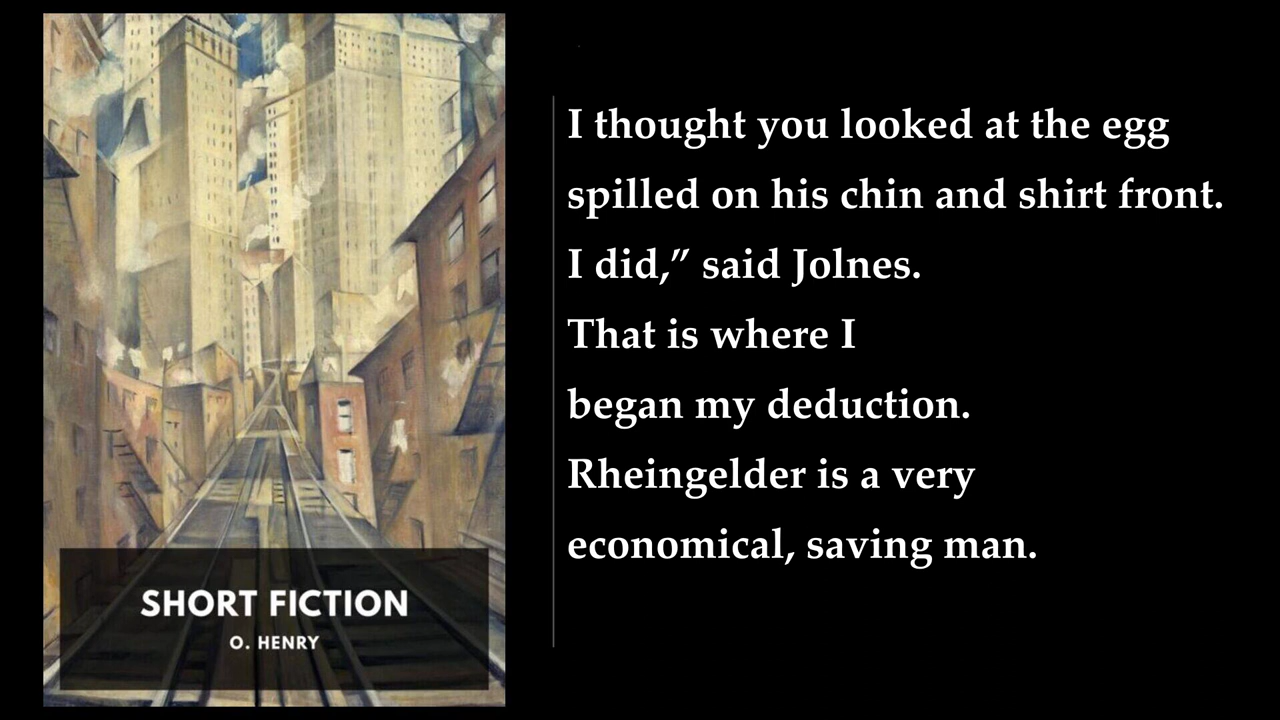 SHORT FICTION
O. HENRY
I thought you looked at the egg
spilled on his chin and shirt front.
I did,” said Jolnes.
That is where I
began my deduction.
Rheingelder is a very
economical, saving man.